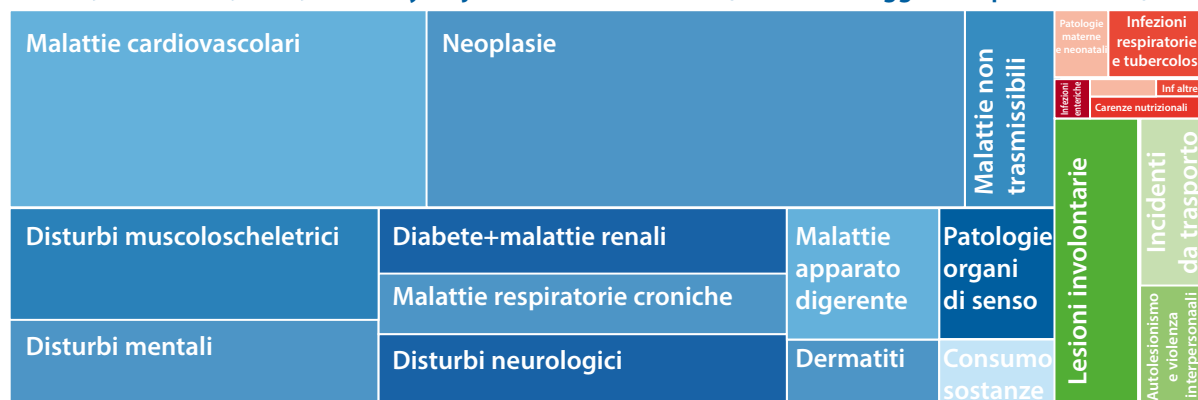 Malattie cardiovascolari
Neoplasie
Malattie non
trasmissibili
Patologie
materne
e neonatali
Infezioni
respiratorie
e tubercolos
Infezioni
enteriche
Inf altre
Carenze nutrizionali
Disturbi muscoloscheletrici
Disturbi mentali
Diabete+malattie renali
Malattie respiratorie croniche
Disturbi neurologici
Malattie
apparato
digerente
Dermatiti
Patologie
organi
di senso
Consumo
sostanze
Lesioni involontarie
Incidenti
da trasporto
Autolesionismo
e violenza
interpersonaali